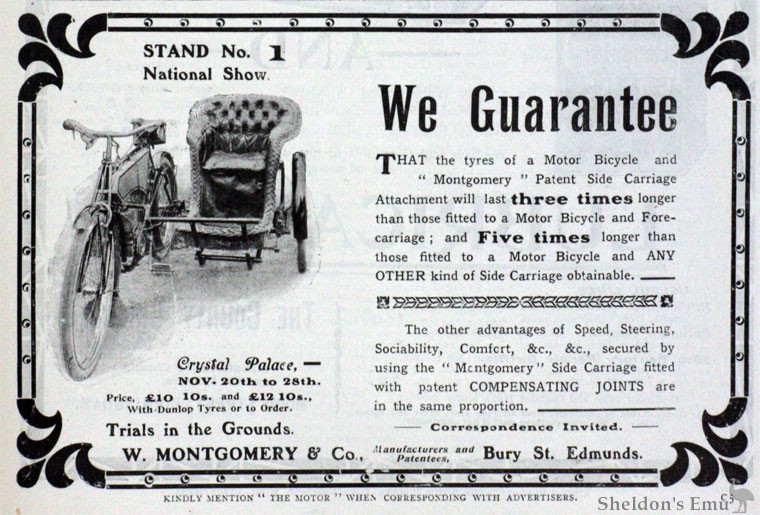 STAND No. 1
National Show.
We Guarantee
THAT the tyres of a Motor Bicycle and
" Montgomery " Patent Side Carriage
Attachment will last three times longer
than those fitted to a Motor Bicycle and Fore-
carriage ; and Five times longer than
those fitted to a Motor Bicycle and ANY
OTHER kind of Side Carriage obtainable.
The other advantages of Speed, Steering,
Sociability, Comfort, &c., &c., secured by
using the " Montgomery " Side Carriage fitted
with patent COMPENSATING JOINTS are
in the same proportion.
Correspondence Invited.
Crystal Palace, —
NOV. 20th to 28th.
Price, £10 10s. and £12 10s.,
With Dunlop Tyres or to Order.
Trials in the Grounds.
W. MONTGOMERY & Co., Manufacturers and Patentees, Bury St. Edmunds.
KINDLY MENTION " THE MOTOR " WHEN CORRESPONDING WITH ADVERTISERS.
Sheldon's Emu